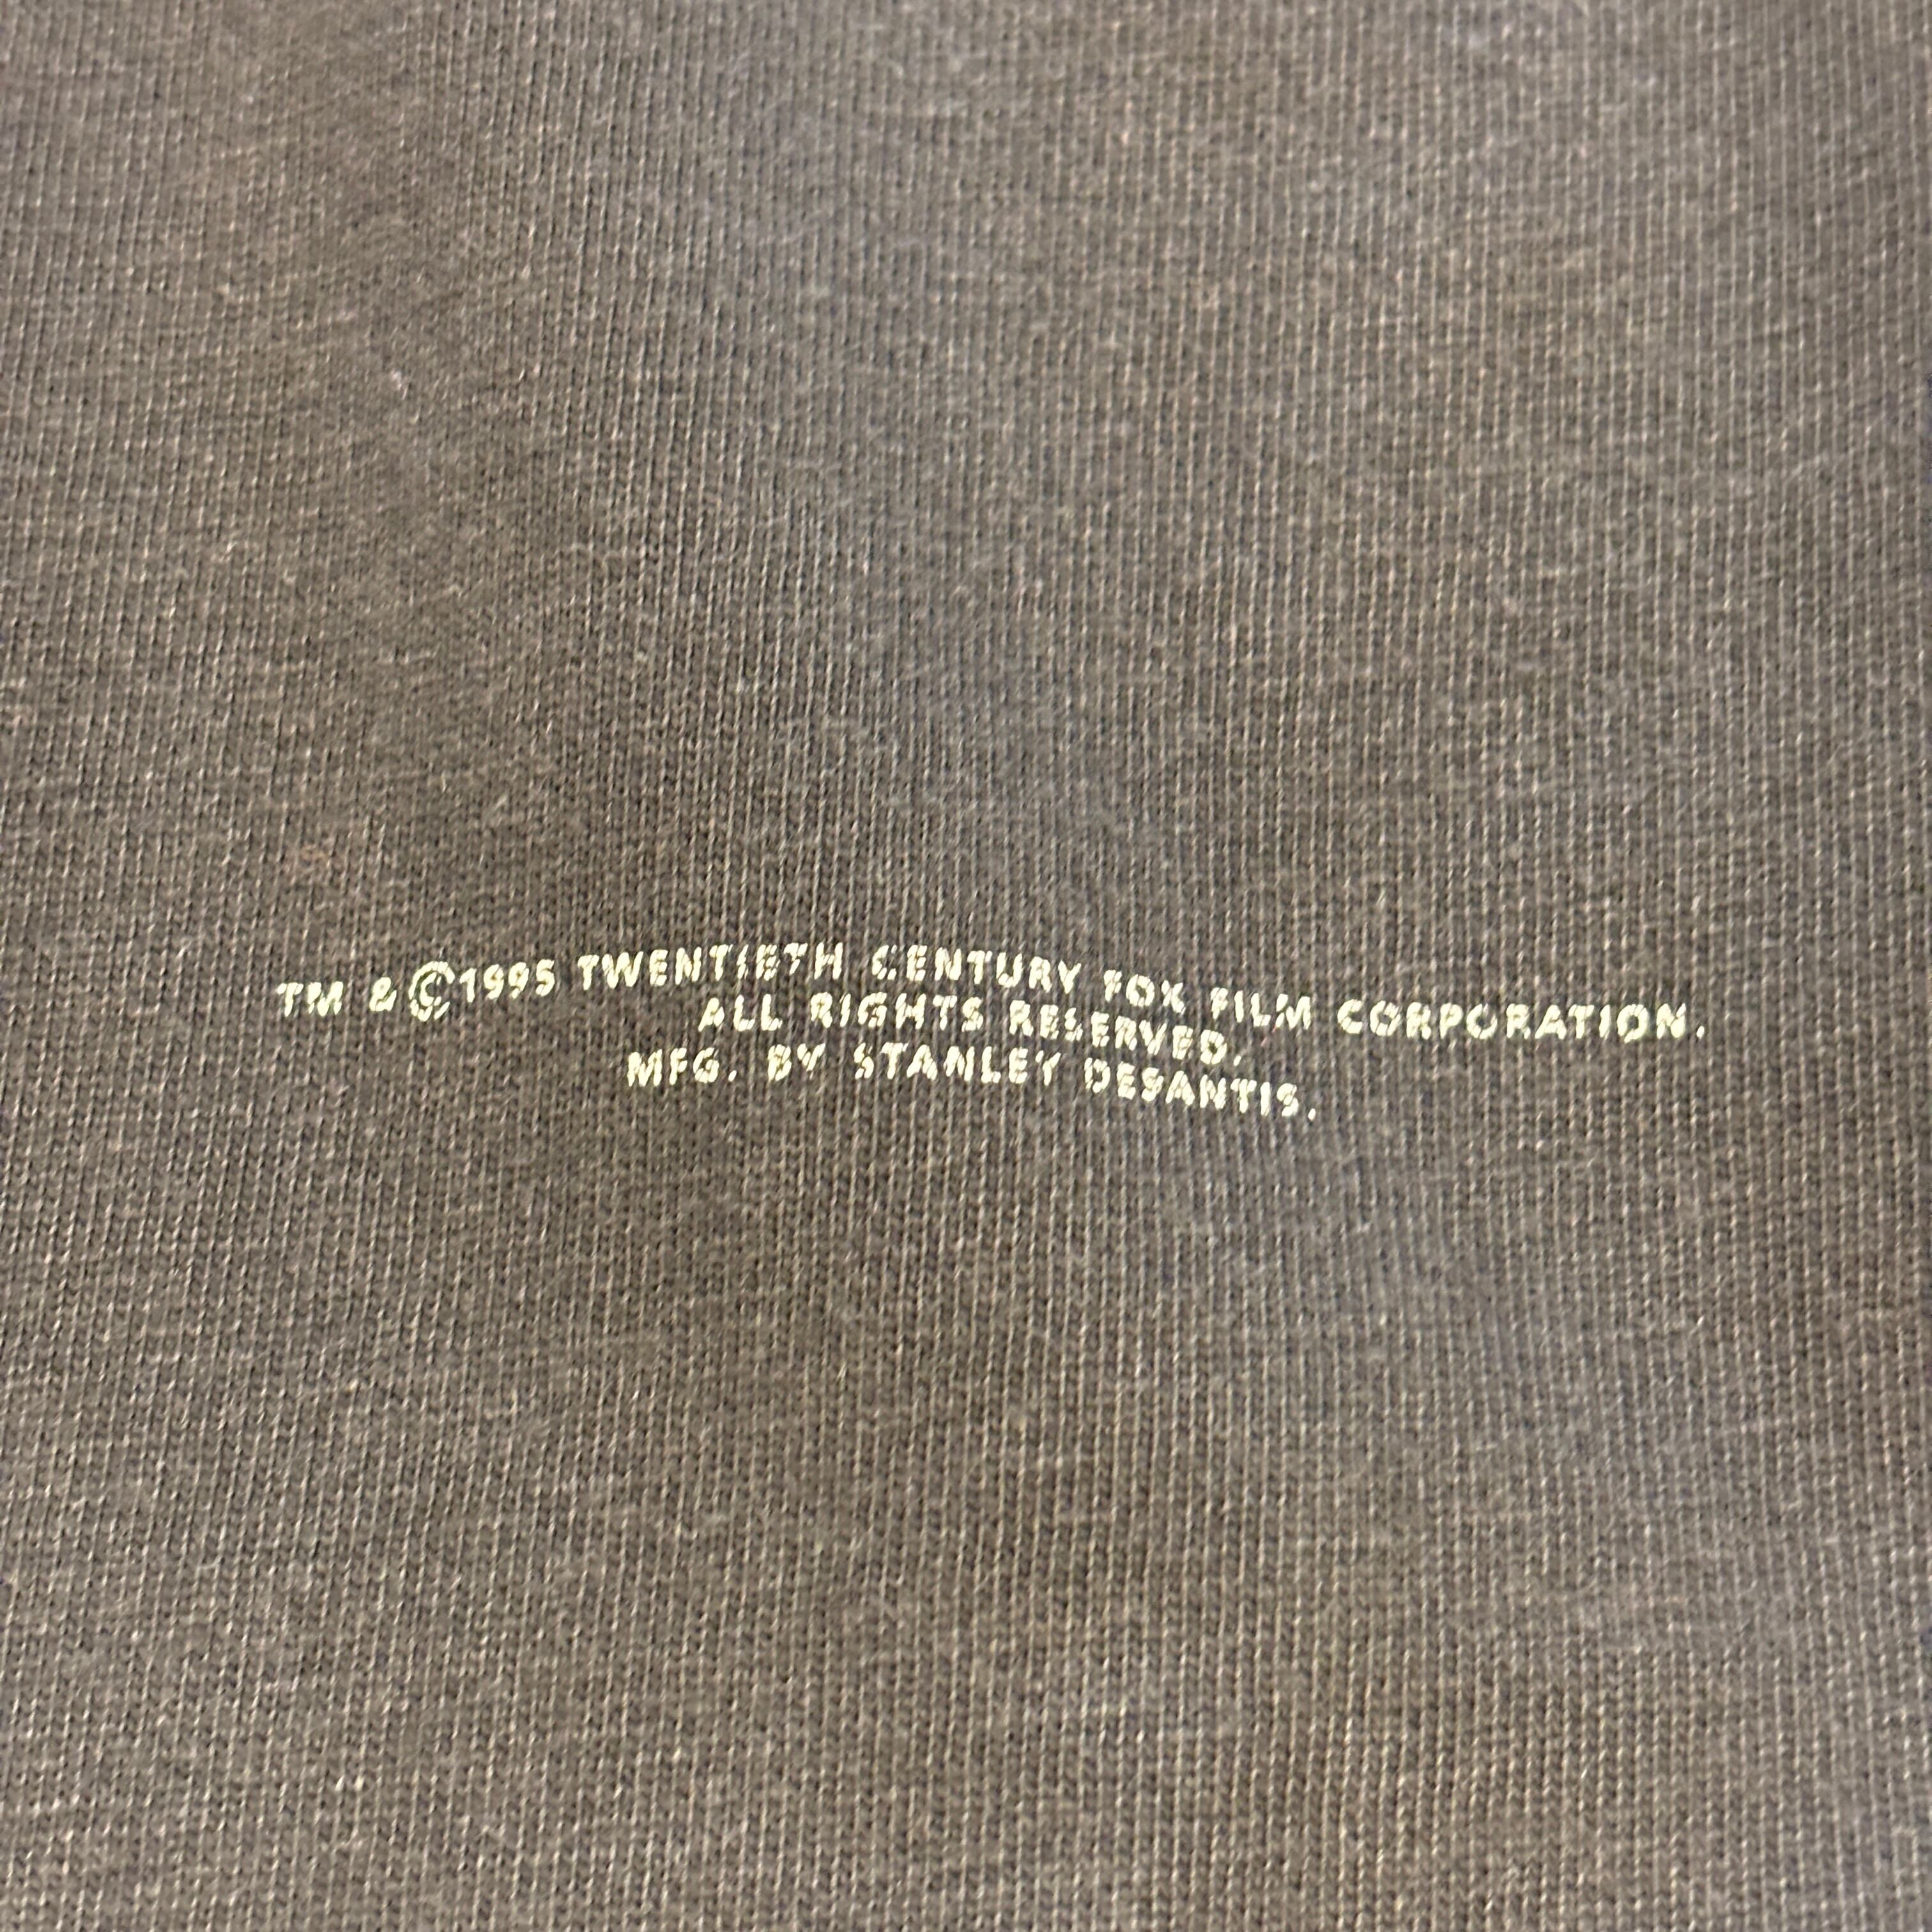 TM & ©1995 TWENTIETH CENTURY FOX FILM CORPORATION.
ALL RIGHTS RESERVED.
MFG. BY STANLEY DESANTIS.